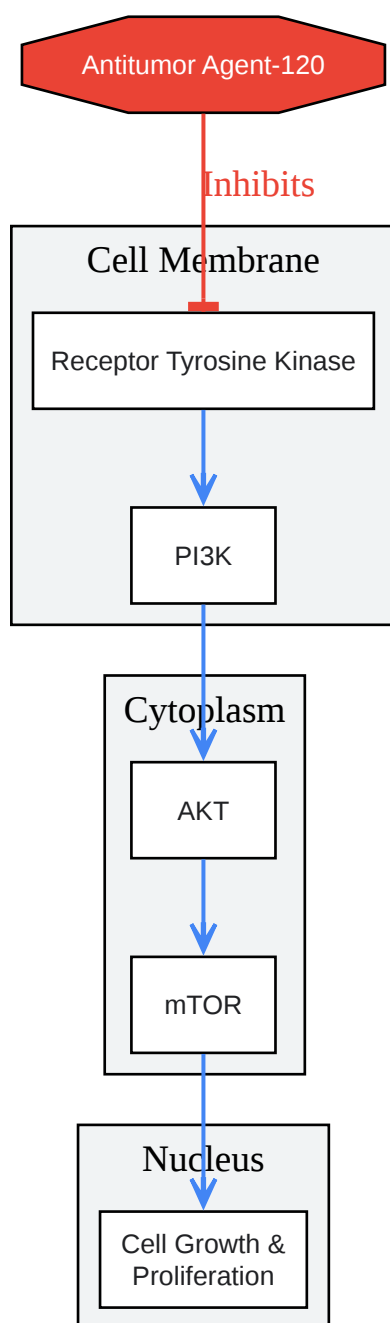 Antitumor Agent-120
Inhibits
Cell Membrane
Receptor Tyrosine Kinase
PI3K
Cytoplasm
AKT
mTOR
Nucleus
Cell Growth &
Proliferation